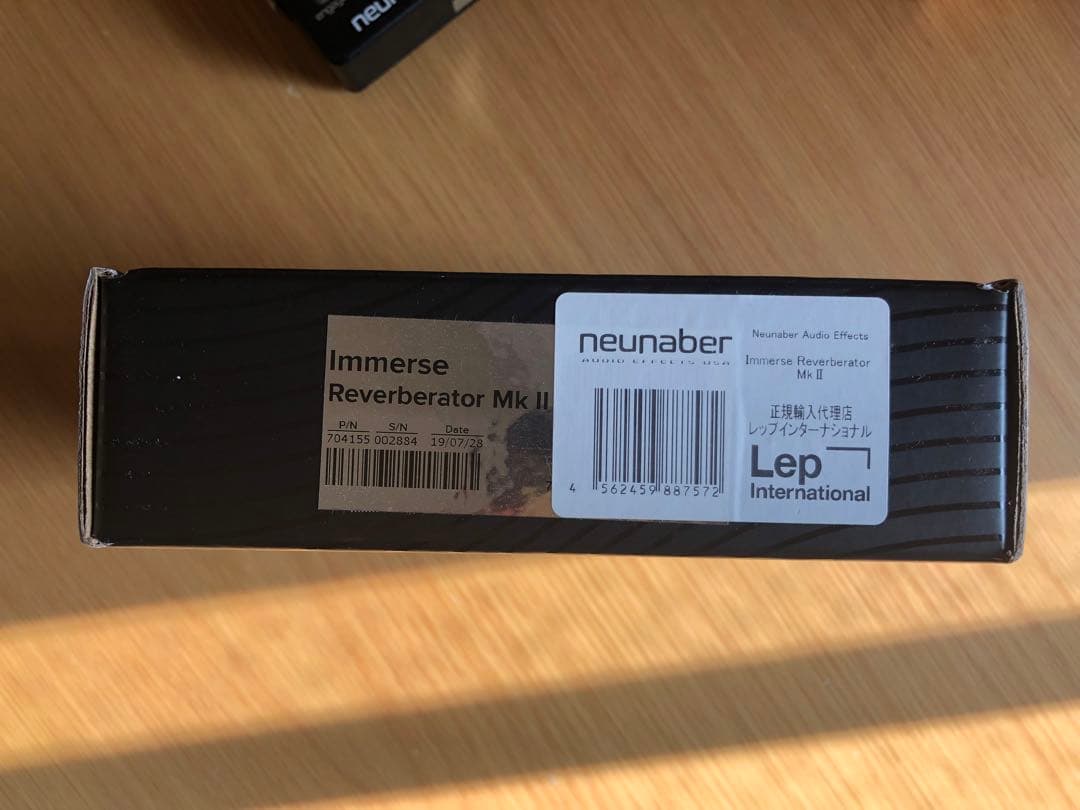 neu
Immerse
Reverberator Mk II
P/N S/N Date
704155 002884 19/07/28
7
neunaber
AUDIO EFFECTS USA
4 562459 887572
Neunaber Audio Effects
Immerse Reverberator
Mk II
正規輸入代理店
レップインターナショナル
Lep
International